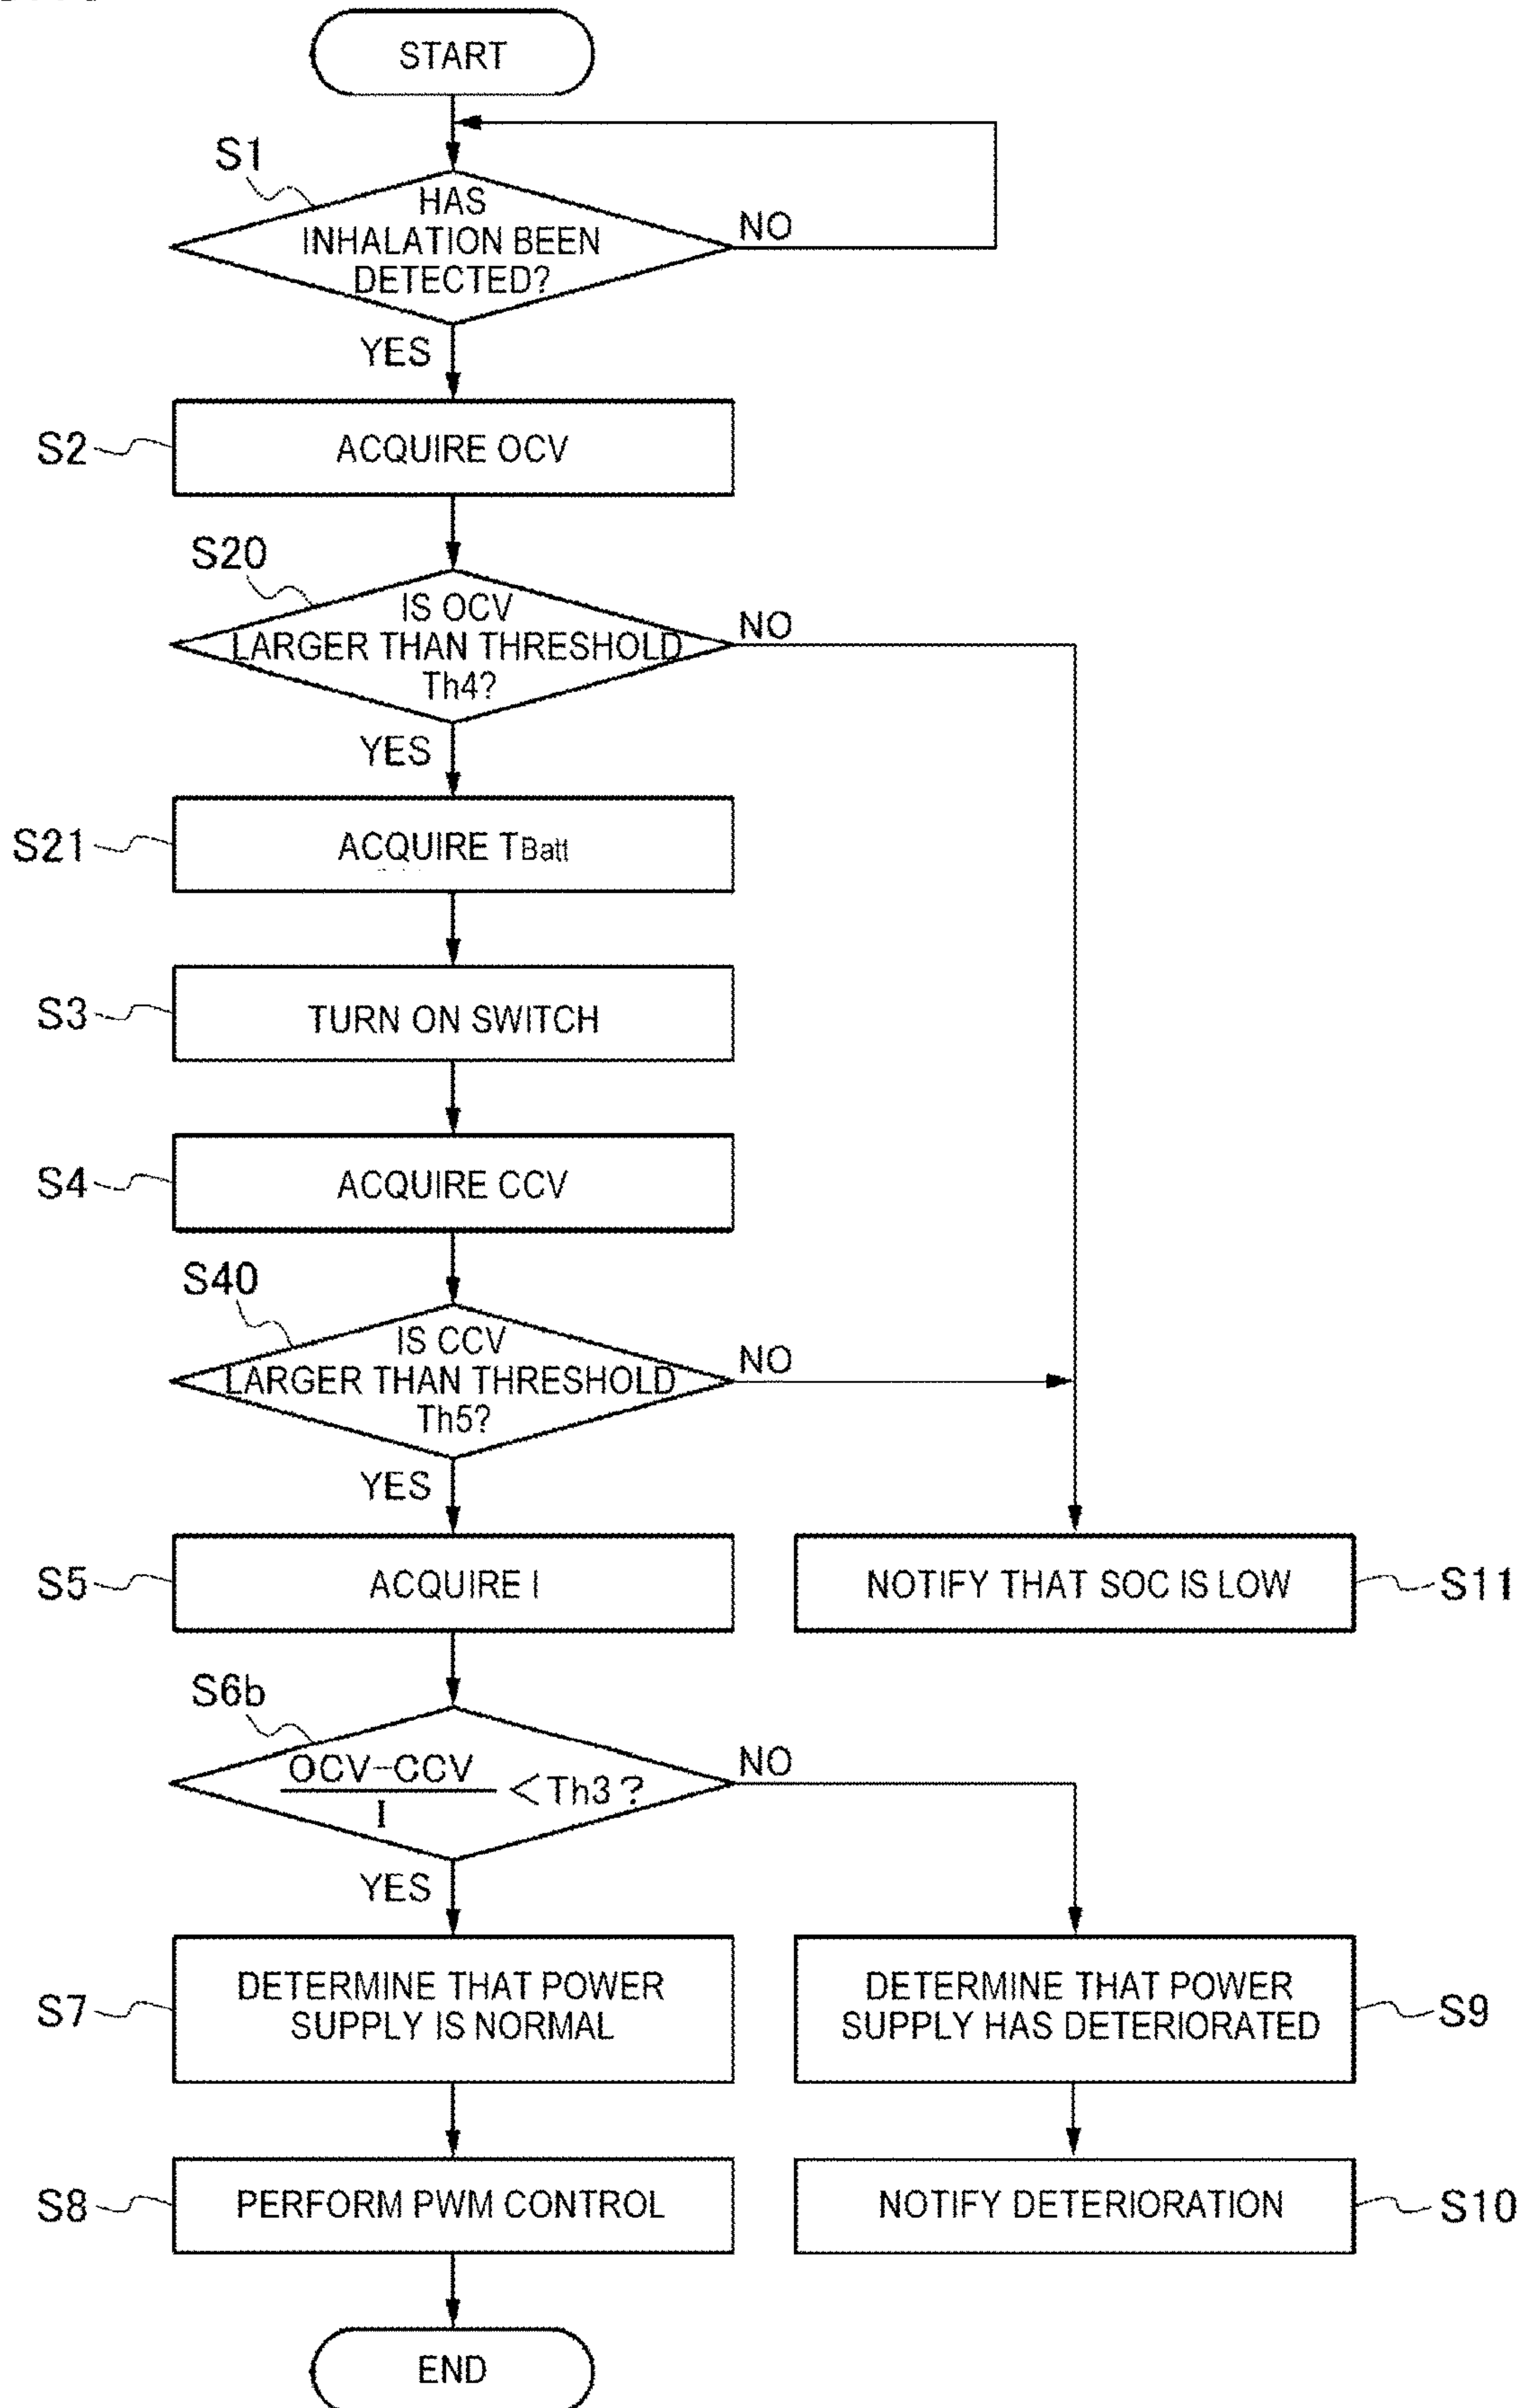 START
S1
HAS
INHALATION BEEN
DETECTED?
NO
YES
S2
ACQUIRE OCV
S20
IS OCV
LARGER THAN THRESHOLD
Th4?
NO
YES
S21
ACQUIRE TBatt
S3
TURN ON SWITCH
S4
ACQUIRE CCV
S40
IS CCV
LARGER THAN THRESHOLD
Th5?
NO
YES
S5
ACQUIRE I
NOTIFY THAT SOC IS LOW
S11
S6b
OCV-CCV
I
<Th3?
NO
YES
S7
DETERMINE THAT POWER
SUPPLY IS NORMAL
DETERMINE THAT POWER
SUPPLY HAS DETERIORATED
S9
S8
PERFORM PWM CONTROL
NOTIFY DETERIORATION
S10
END